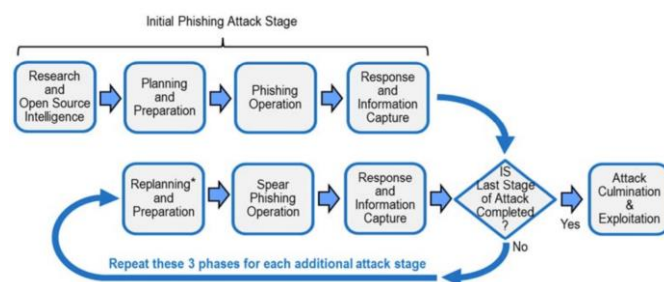 Initial Phishing Attack Stage
Research
and
Open Source
Intelligence
Planning
and
Preparation
Phishing
Operation
Response
and
Information
Capture
Replanning*
and
Preparation
Spear
Phishing
Operation
Response
and
Information
Capture
IS
Last Stage
of Attack
Completed
?
Yes
Attack
Culmination
&
Exploitation
No
Repeat these 3 phases for each additional attack stage